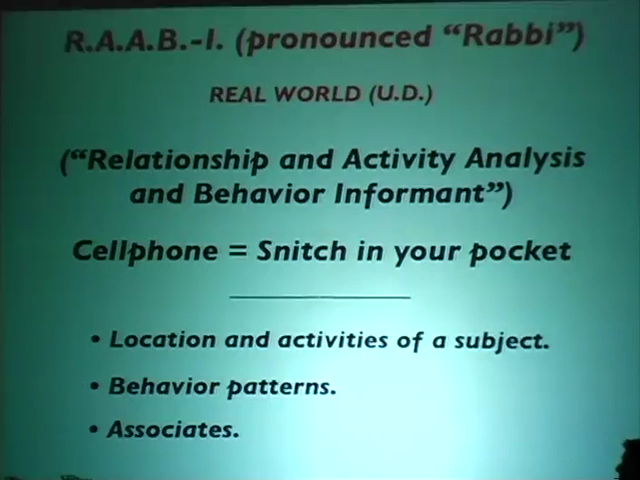 R.A.A.B.-I. (pronounced “Rabbi”)
REAL WORLD (U.D.)
(“Relationship and Activity Analysis
and Behavior Informant”)
Cellphone = Snitch in your pocket
• Location and activities of a subject.
• Behavior patterns.
• Associates.